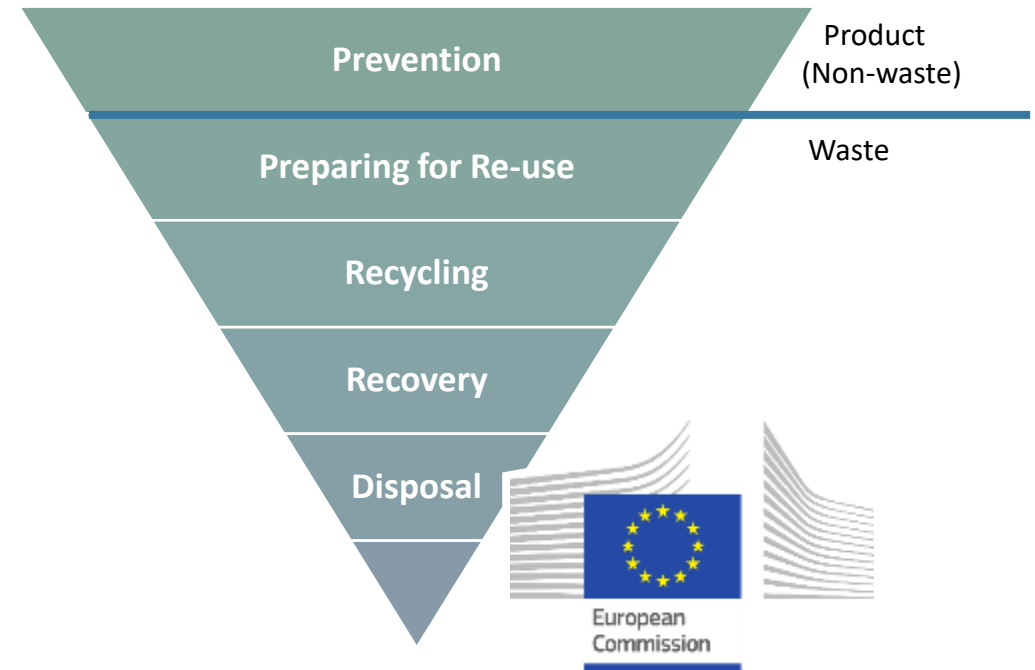 Prevention
Product
(Non-waste)
Preparing for Re-use
Waste
Recycling
Recovery
Disposal
European
Commission